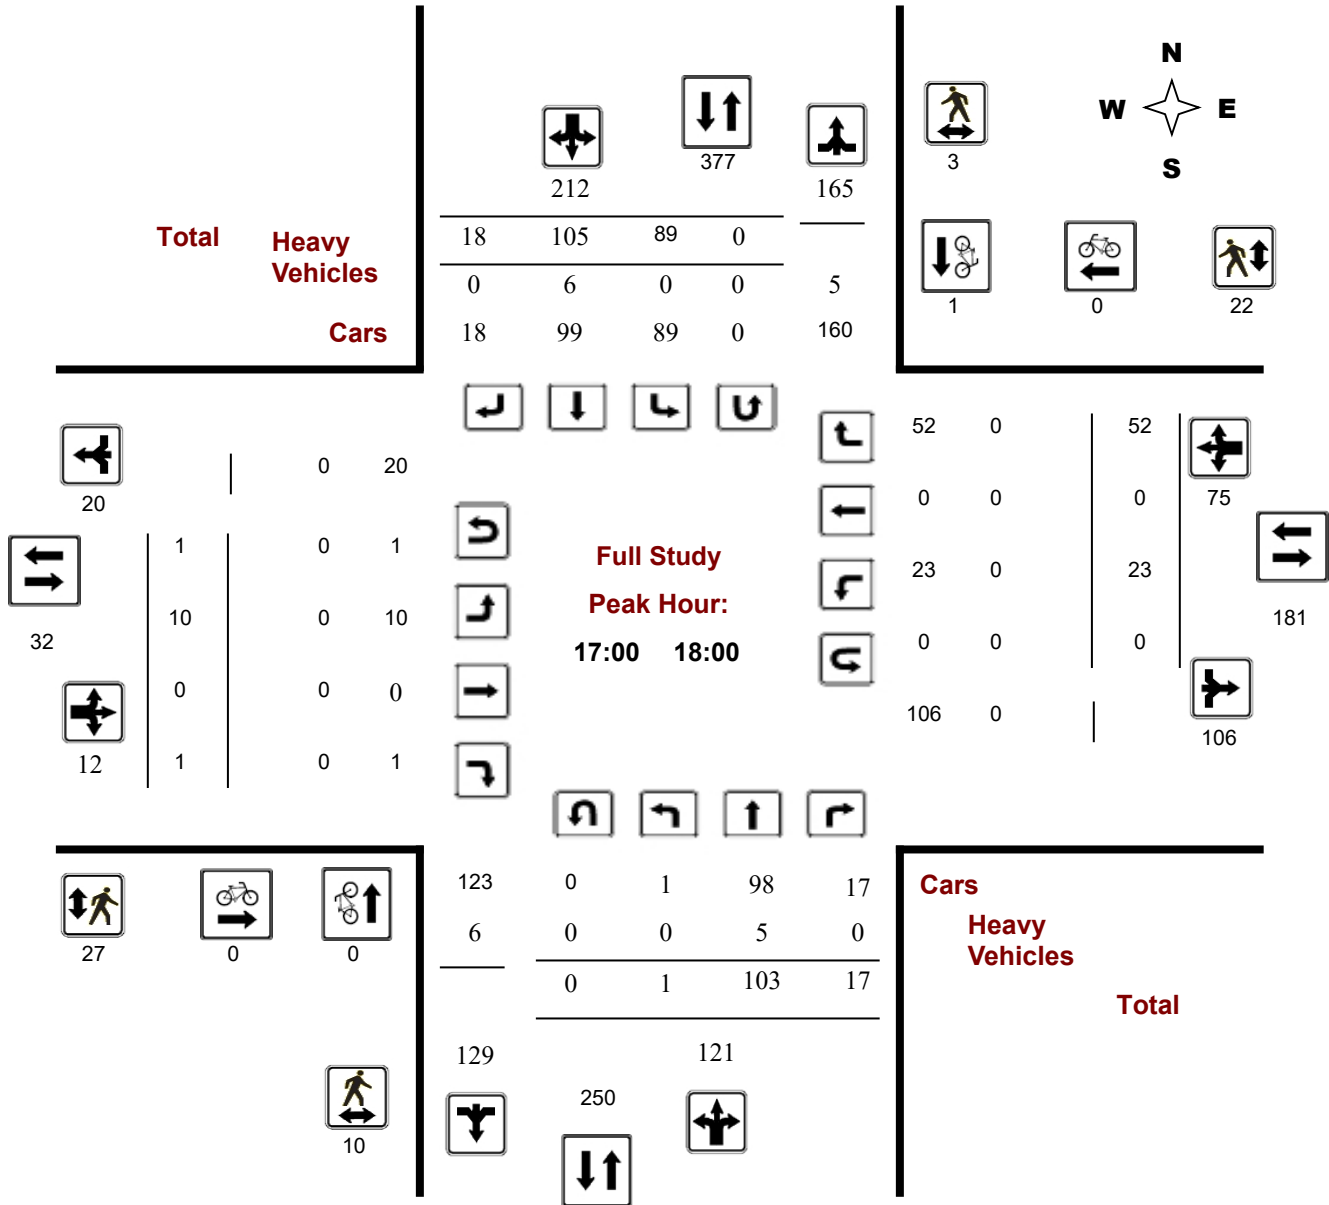 N
W E
S
377
3
212 165
Total Heavy
Vehicles
18 105 89 0
0 6 0 0 5
1 0 22
Cars 18 99 89 0 160
52 0 52
0 20
20
0 0 0 75
1 0 1
Full Study
23 0 23
Peak Hour:
10 0 10 181
32 17:00 18:00 0 0 0
0 0 0
106 0
106
12 1 0 1
123 0 1 98 17 Cars
6 0 0 5 0 Heavy
Vehicles
27 0 0
0 1 103 17
Total
129 121
250
10